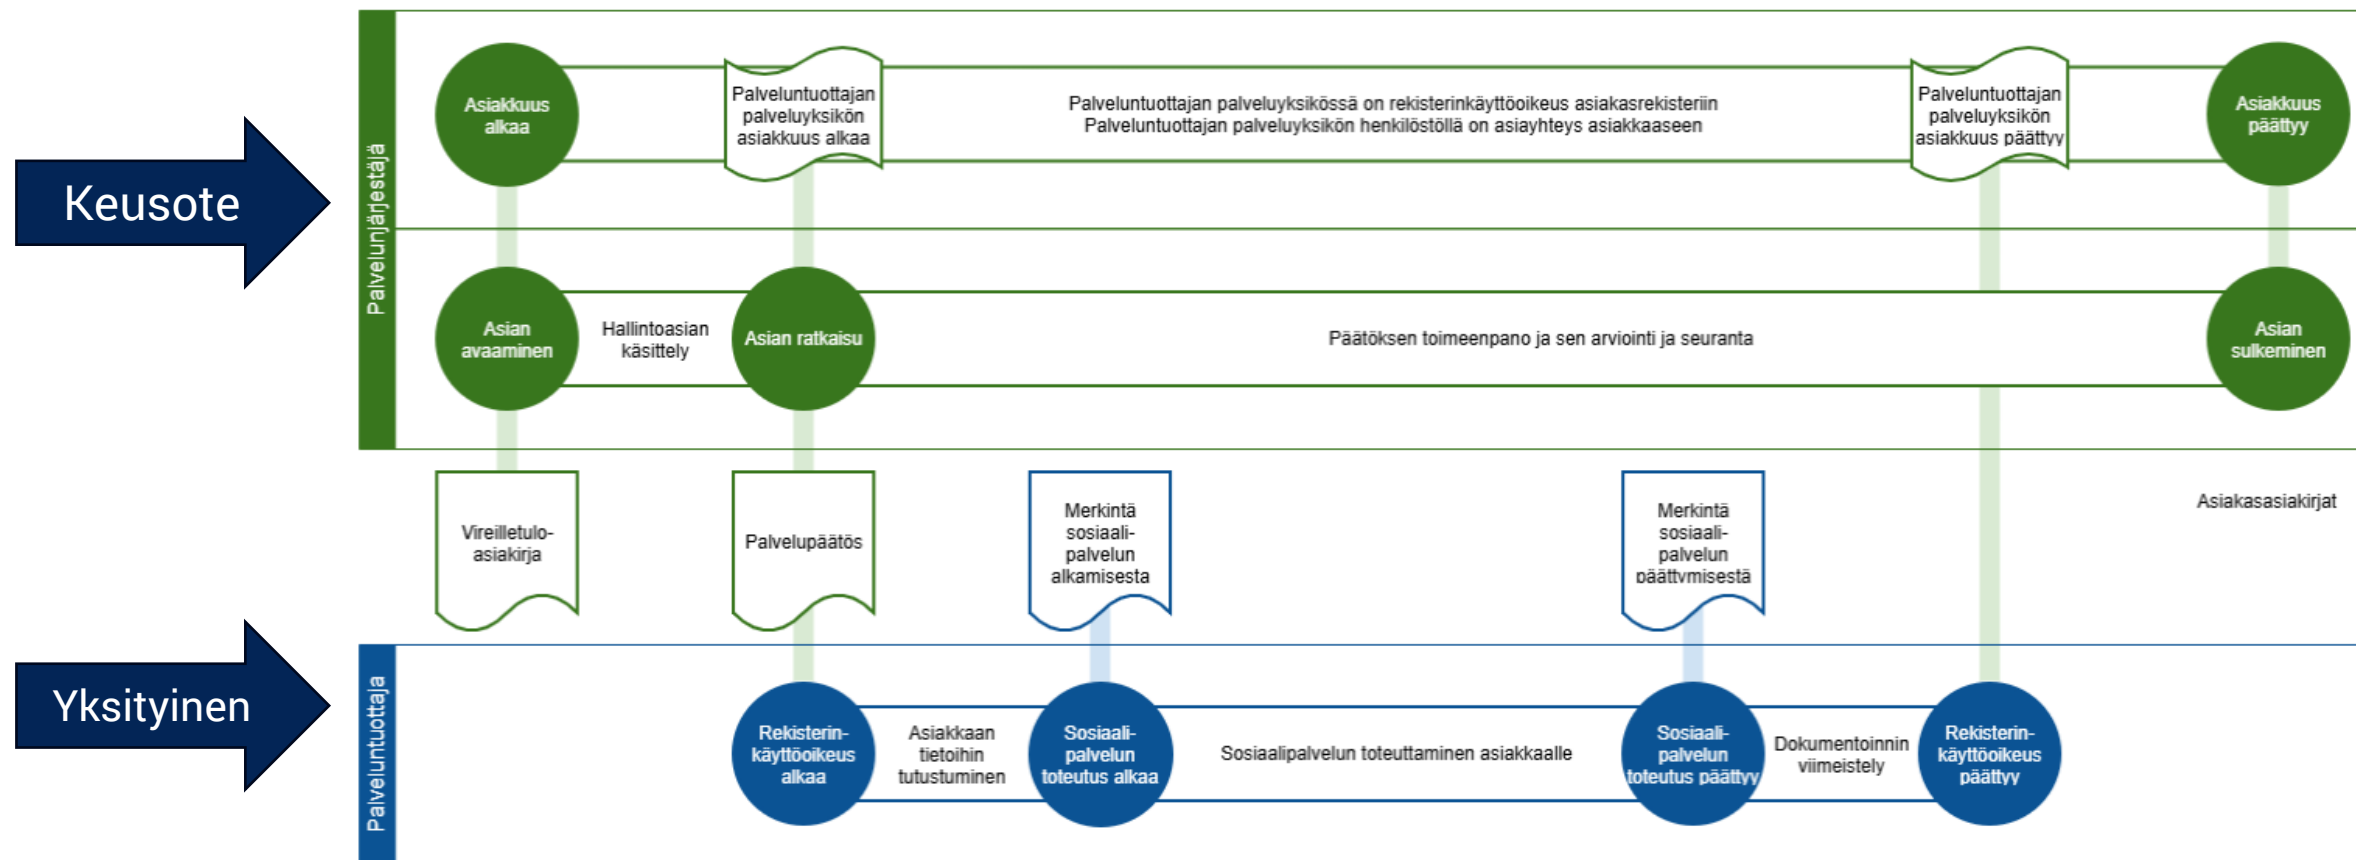 Keusote
Palvelunjärjestäjä
Asiakkuus
alkaa
Palveluntuottajan
palveluyksikön
asiakkuus alkaa
Palveluntuottajan palveluyksikössä on rekisterinkäyttöoikeus asiakasrekisteriin
Palveluntuottajan palveluyksikön henkilöstöllä on asiayhteys asiakkaaseen
Palveluntuottajan
palveluyksikön
asiakkuus päättyy
Asiakkuus
päättyy
Asian
avaaminen
Hallintoasian
käsittely
Asian ratkaisu
Päätöksen toimeenpano ja sen arviointi ja seuranta
Asian
sulkeminen
Vireilletulo-
asiakirja
Palvelupäätös
Merkintä
sosiaali-
palvelun
alkamisesta
Merkintä
sosiaali-
palvelun
päättymisestä
Asiakasasiakirjat
Yksityinen
Palveluntuottaja
Rekisterin-
käyttöoikeus
alkaa
Asiakkaan
tietoihin
tutustuminen
Sosiaali-
palvelun
toteutus alkaa
Sosiaalipalvelun toteuttaminen asiakkaalle
Sosiaali-
palvelun
toteutus päättyy
Dokumentoinnin
viimeistely
Rekisterin-
käyttöoikeus
päättyy